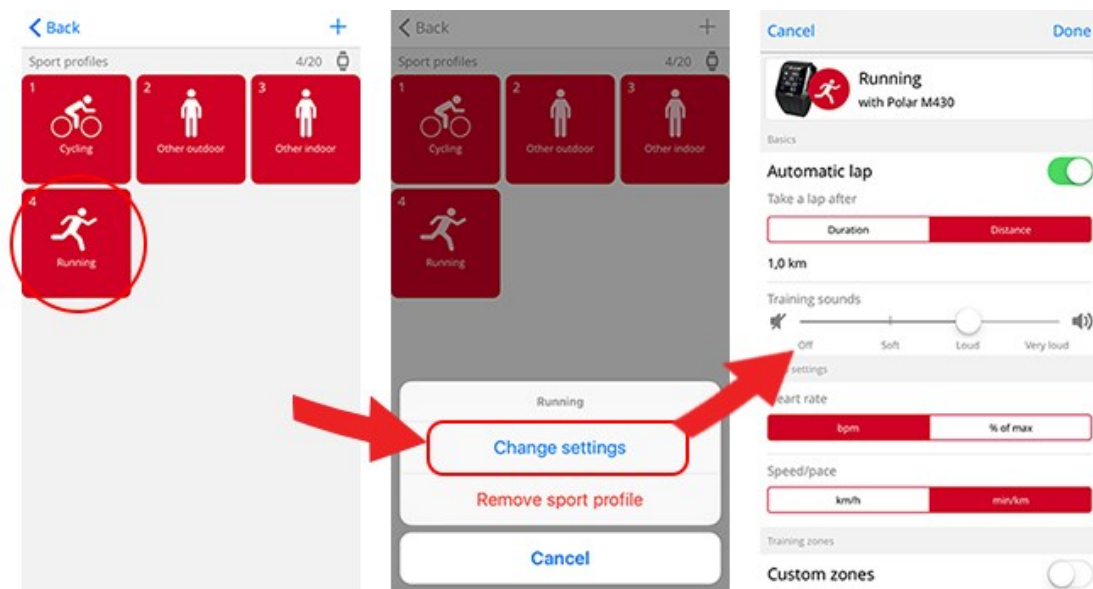 Back
Sport profiles 4/20
1 2 3
Cycling Other outdoor Other indoor
4
Running
Back
Sport profiles 4/20
1 2 3
Cycling Other outdoor Other indoor
4
Running
Running
Change settings
Remove sport profile
Cancel
Cancel Done
Running
with Polar M430
Basics
Automatic lap
Take a lap after
Duration Distance
1,0 km
Training sounds
Off Soft Loud Very loud
settings
eart rate
bpm % of max
Speed/pace
km/h min/km
Training zones
Custom zones